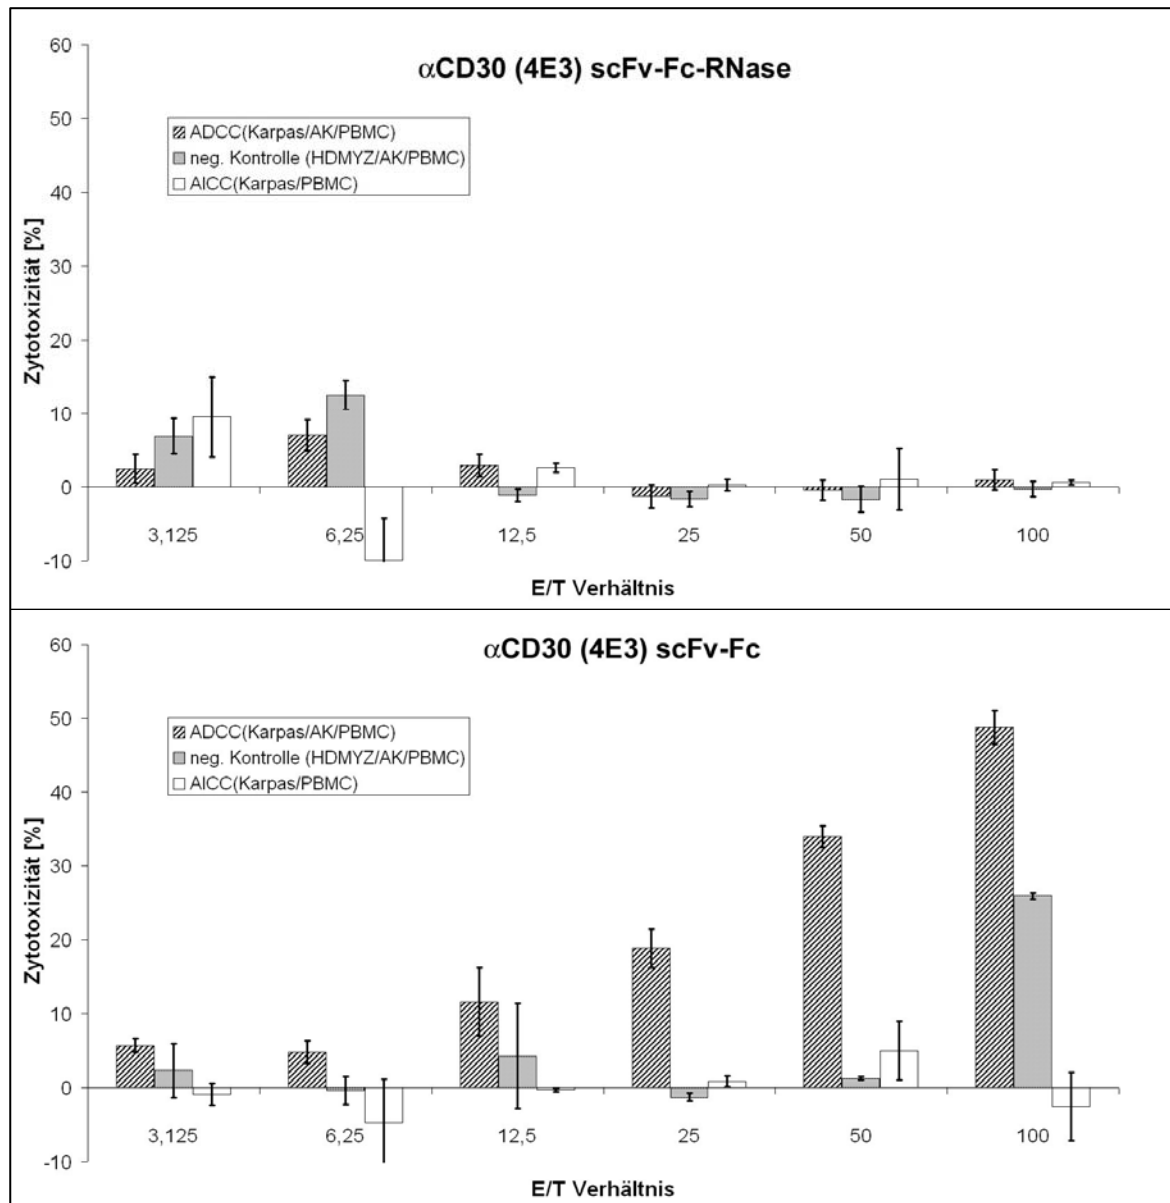 αCD30 (4E3) scFv-Fc-RNase
60
50
40
30
20
10
0
-10
Zytotoxizität [%]
ADCC(Karpas/AK/PBMC)
neg. Kontrolle (HDMYZ/AK/PBMC)
AICC(Karpas/PBMC)
3,125 6,25 12,5 25 50 100
E/T Verhältnis
αCD30 (4E3) scFv-Fc
60
50
40
30
20
10
0
-10
Zytotoxizität [%]
ADCC(Karpas/AK/PBMC)
neg. Kontrolle (HDMYZ/AK/PBMC)
AICC(Karpas/PBMC)
3,125 6,25 12,5 25 50 100
E/T Verhältnis